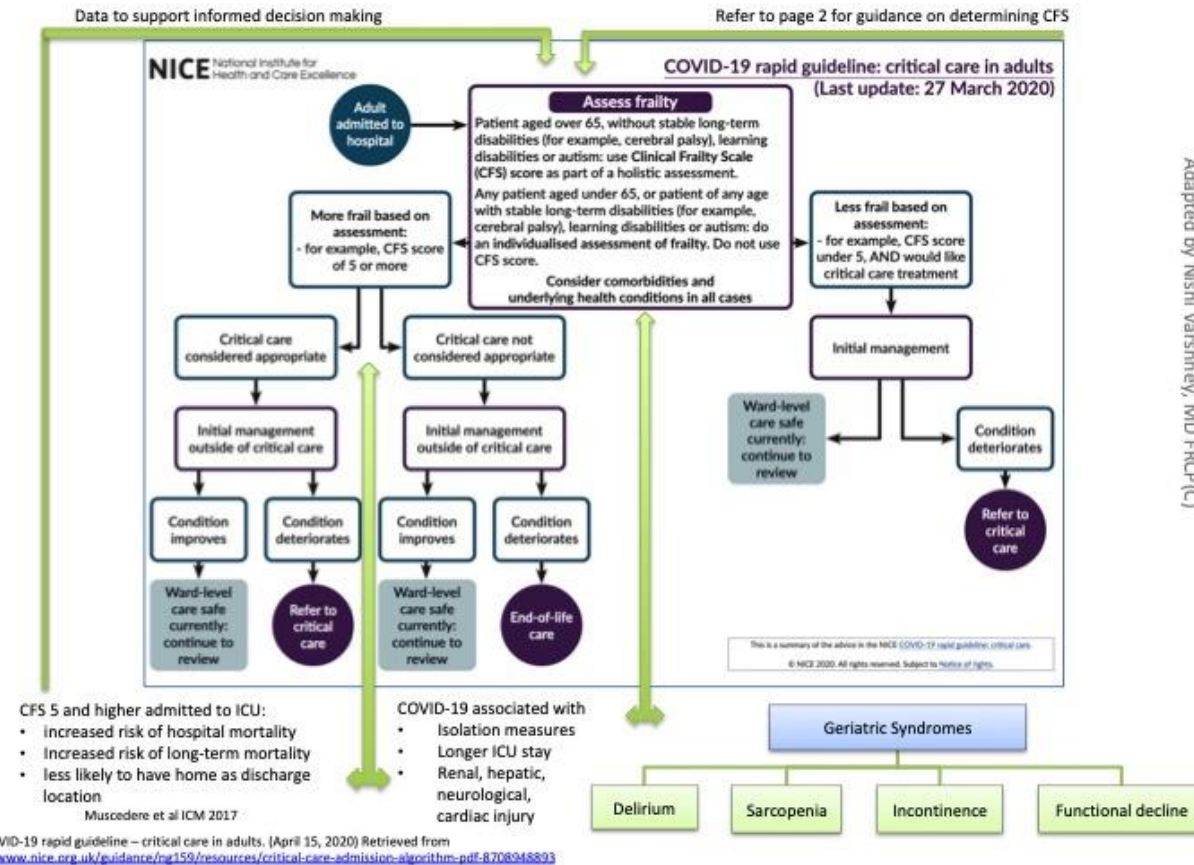 Data to support informed decision making
Refer to page 2 for guidance on determining CFS
NICE National Institute for
Health and Care Excellence
COVID-19 rapid guideline: critical care in adults
(Last update: 27 March 2020)
Adult
admitted to
hospital
Assess frailty
Patient aged over 65, without stable long-term
disabilities (for example, cerebral palsy), learning
disabilities or autism: use Clinical Frailty Scale
(CFS) score as part of a holistic assessment.
Any patient aged under 65, or patient of any age
with stable long-term disabilities (for example,
cerebral palsy), learning disabilities or autism: do
an individualised assessment of frailty. Do not use
CFS score.
Consider comorbidities and
underlying health conditions in all cases
More frail based on
assessment:
- for example, CFS score
of 5 or more
Less frail based on
assessment:
- for example, CFS score
under 5, AND would like
critical care treatment
Critical care
considered appropriate
Critical care not
considered appropriate
Initial management
Initial management
outside of critical care
Initial management
outside of critical care
Ward-level
care safe
currently:
continue to
review
Condition
deteriorates
Refer to
critical
care
Condition
improves
Condition
deteriorates
Condition
improves
Condition
deteriorates
Ward-level
care safe
currently:
continue to
review
Refer to
critical
care
Ward-level
care safe
currently:
continue to
review
End-of-life
care
This is a summary of the advice in the NICE COVID-19 rapid guideline: critical care.
© NICE 2020. All rights reserved. Subject to Notice of rights.
Adapted by Nishi Varshney, MD FRCP(C)
CFS 5 and higher admitted to ICU:
• increased risk of hospital mortality
• Increased risk of long-term mortality
• less likely to have home as discharge
location
Muscedere et al ICM 2017
COVID-19 associated with
• Isolation measures
• Longer ICU stay
• Renal, hepatic,
neurological,
cardiac injury
Geriatric Syndromes
Delirium
Sarcopenia
Incontinence
Functional decline
VID-19 rapid guideline – critical care in adults. (April 15, 2020) Retrieved from
www.nice.org.uk/guidance/ng159/resources/critical-care-admission-algorithm-pdf-8708948893